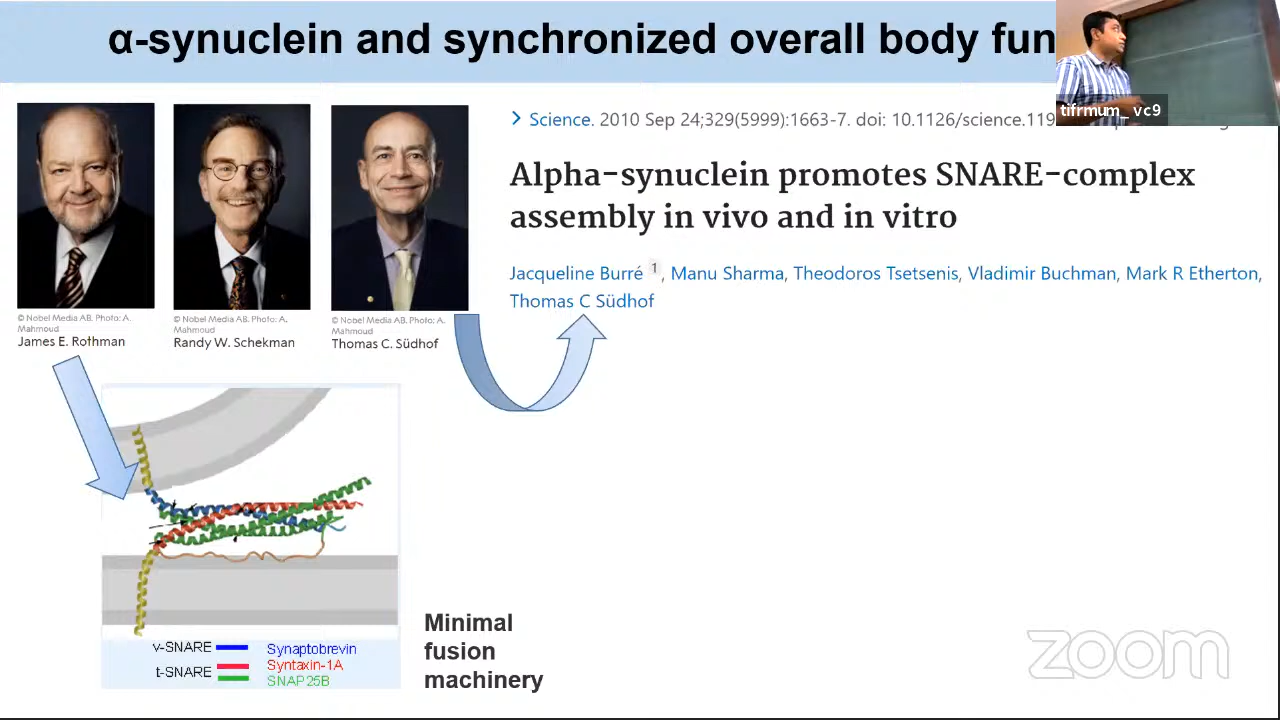 α-synuclein and synchronized overall body fun
tifrmum_ vc9
Science. 2010 Sep 24;329(5999):1663-7. doi: 10.1126/science.119
Alpha-synuclein promotes SNARE-complex
assembly in vivo and in vitro
Jacqueline Burré 1, Manu Sharma, Theodoros Tsetsenis, Vladimir Buchman, Mark R Etherton,
Thomas C Südhof
© Nobel Media AB. Photo: A.
Mahmoud
James E. Rothman
© Nobel Media AB. Photo: A.
Mahmoud
Randy W. Schekman
© Nobel Media AB. Photo: A.
Mahmoud
Thomas C. Südhof
v-SNARE Synaptobrevin
t-SNARE Syntaxin-1A
SNAP25B
Minimal
fusion
machinery
zoom